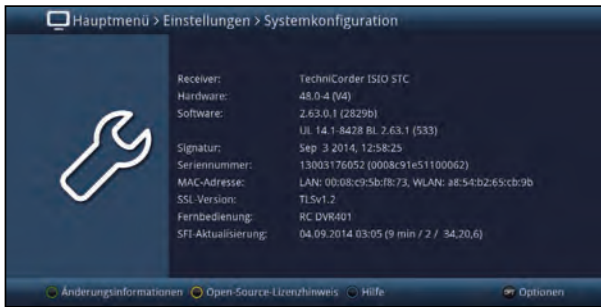 Hauptmenü > Einstellungen > Systemkonfiguration
Receiver: TechniCorder ISIO STC
Hardware: 48.0-4 (V4)
Software: 2.63.0.1 (2829b)
UL 14.1-8428 BL 2.63.1 (533)
Signatur: Sep 3 2014, 12:58:25
Seriennummer: 13003176052 (0008c91e51100062)
MAC-Adresse: LAN: 00:08:c9:5b:f8:73, WLAN: a8:54:b2:65:cb:9b
SSL-Version: TLSv1.2
Fernbedienung: RC DVR401
SFI-Aktualisierung: 04.09.2014 03:05 (9 min / 2 / 34,20,6)
Änderungsinformationen Open-Source-Lizenzhinweis Hilfe Optionen